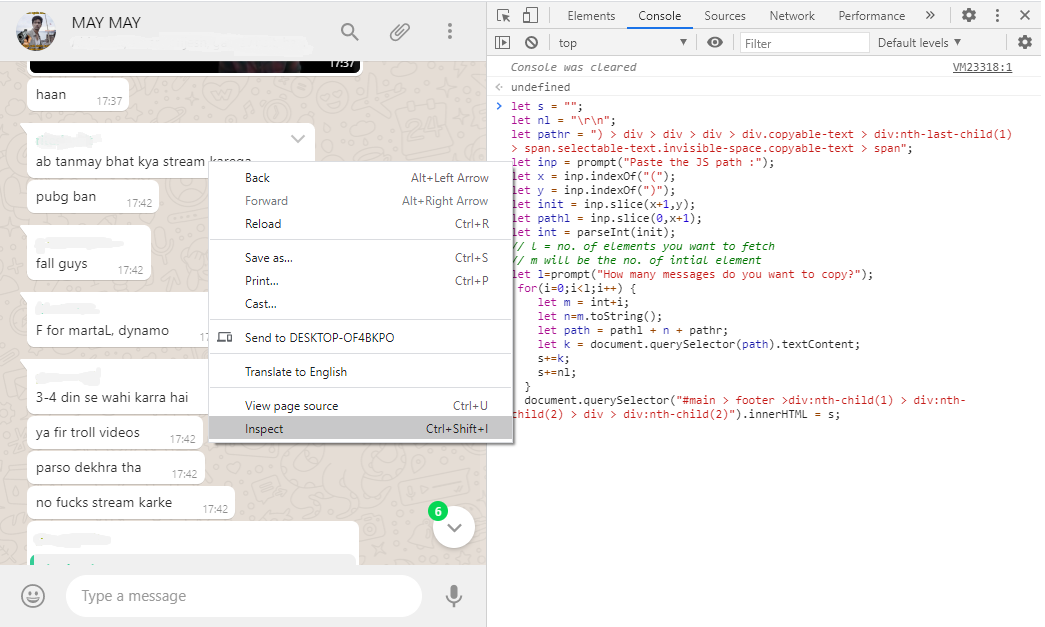 MAY MAY
17:37
haan
17:37
ab tanmay bhat kya stream karega
pubg ban
17:42
fall guys
17:42
F for martaL, dynamo
3-4 din se wahi karra hai
ya fir troll videos
17:42
parso dekhra tha
17:42
no fucks stream karke
17:42
6
Type a message
Back Alt+Left Arrow
Forward Alt+Right Arrow
Reload Ctrl+R
Save as... Ctrl+S
Print... Ctrl+P
Cast...
Send to DESKTOP-OF4BKPO
Translate to English
View page source Ctrl+U
Inspect Ctrl+Shift+I
Elements Console Sources Network Performance »
top Filter Default levels
Console was cleared VM23318:1
undefined
let s = "";
let nl = "\r\n";
let pathr = ") > div > div > div > div.copyable-text > div:nth-last-child(1)
> span.selectable-text.invisible-space.copyable-text > span";
let inp = prompt("Paste the JS path :");
let x = inp.indexOf("(");
let y = inp.indexOf(")");
let init = inp.slice(x+1,y);
let pathl = inp.slice(0,x+1);
let int = parseInt(init);
// l = no. of elements you want to fetch
// m will be the no. of intial element
let l=prompt("How many messages do you want to copy?");
for(i=0;i<l;i++) {
let m = int+i;
let n=m.toString();
let path = pathl + n + pathr;
let k = document.querySelector(path).textContent;
s+=k;
s+=nl;
}
document.querySelector("#main > footer >div:nth-child(1) > div:nth-
child(2) > div > div:nth-child(2)").innerHTML = s;